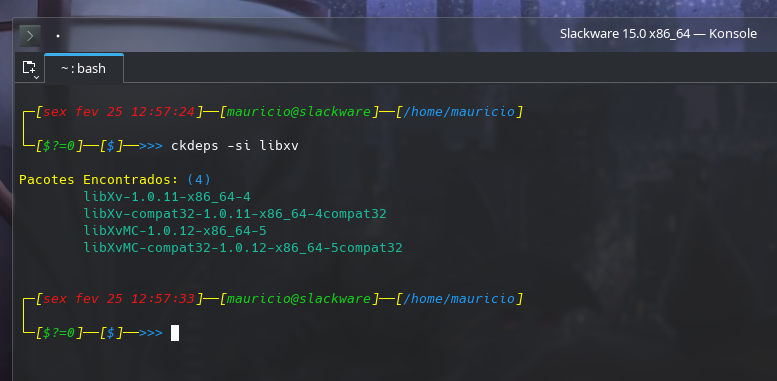 Slackware 15.0 x86_64 — Konsole
~ : bash
┌─[sex fev 25 12:57:24]──[mauricio@slackware]──[/home/mauricio]
└─[$?=0]──[$]──>>> ckdeps -si libxv
Pacotes Encontrados: (4)
libXv-1.0.11-x86_64-4
libXv-compat32-1.0.11-x86_64-4compat32
libXvMC-1.0.12-x86_64-5
libXvMC-compat32-1.0.12-x86_64-5compat32
┌─[sex fev 25 12:57:33]──[mauricio@slackware]──[/home/mauricio]
└─[$?=0]──[$]──>>>